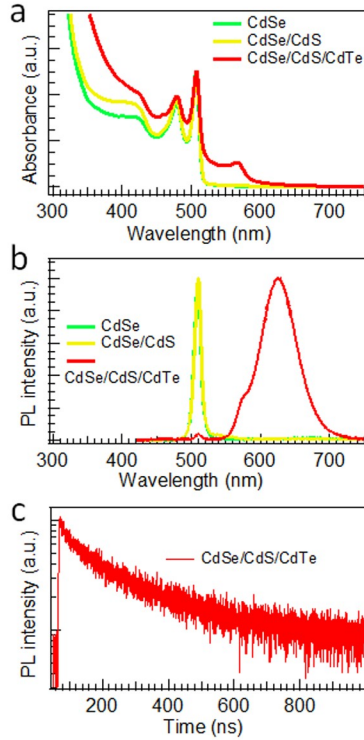 a
CdSe
CdSe/CdS
CdSe/CdS/CdTe
Absorbance (a.u.)
300 400 500 600 700
Wavelength (nm)
b
CdSe
CdSe/CdS
CdSe/CdS/CdTe
PL intensity (a.u.)
300 400 500 600 700
Wavelength (nm)
c
CdSe/CdS/CdTe
PL intensity (a.u.)
200 400 600 800
Time (ns)